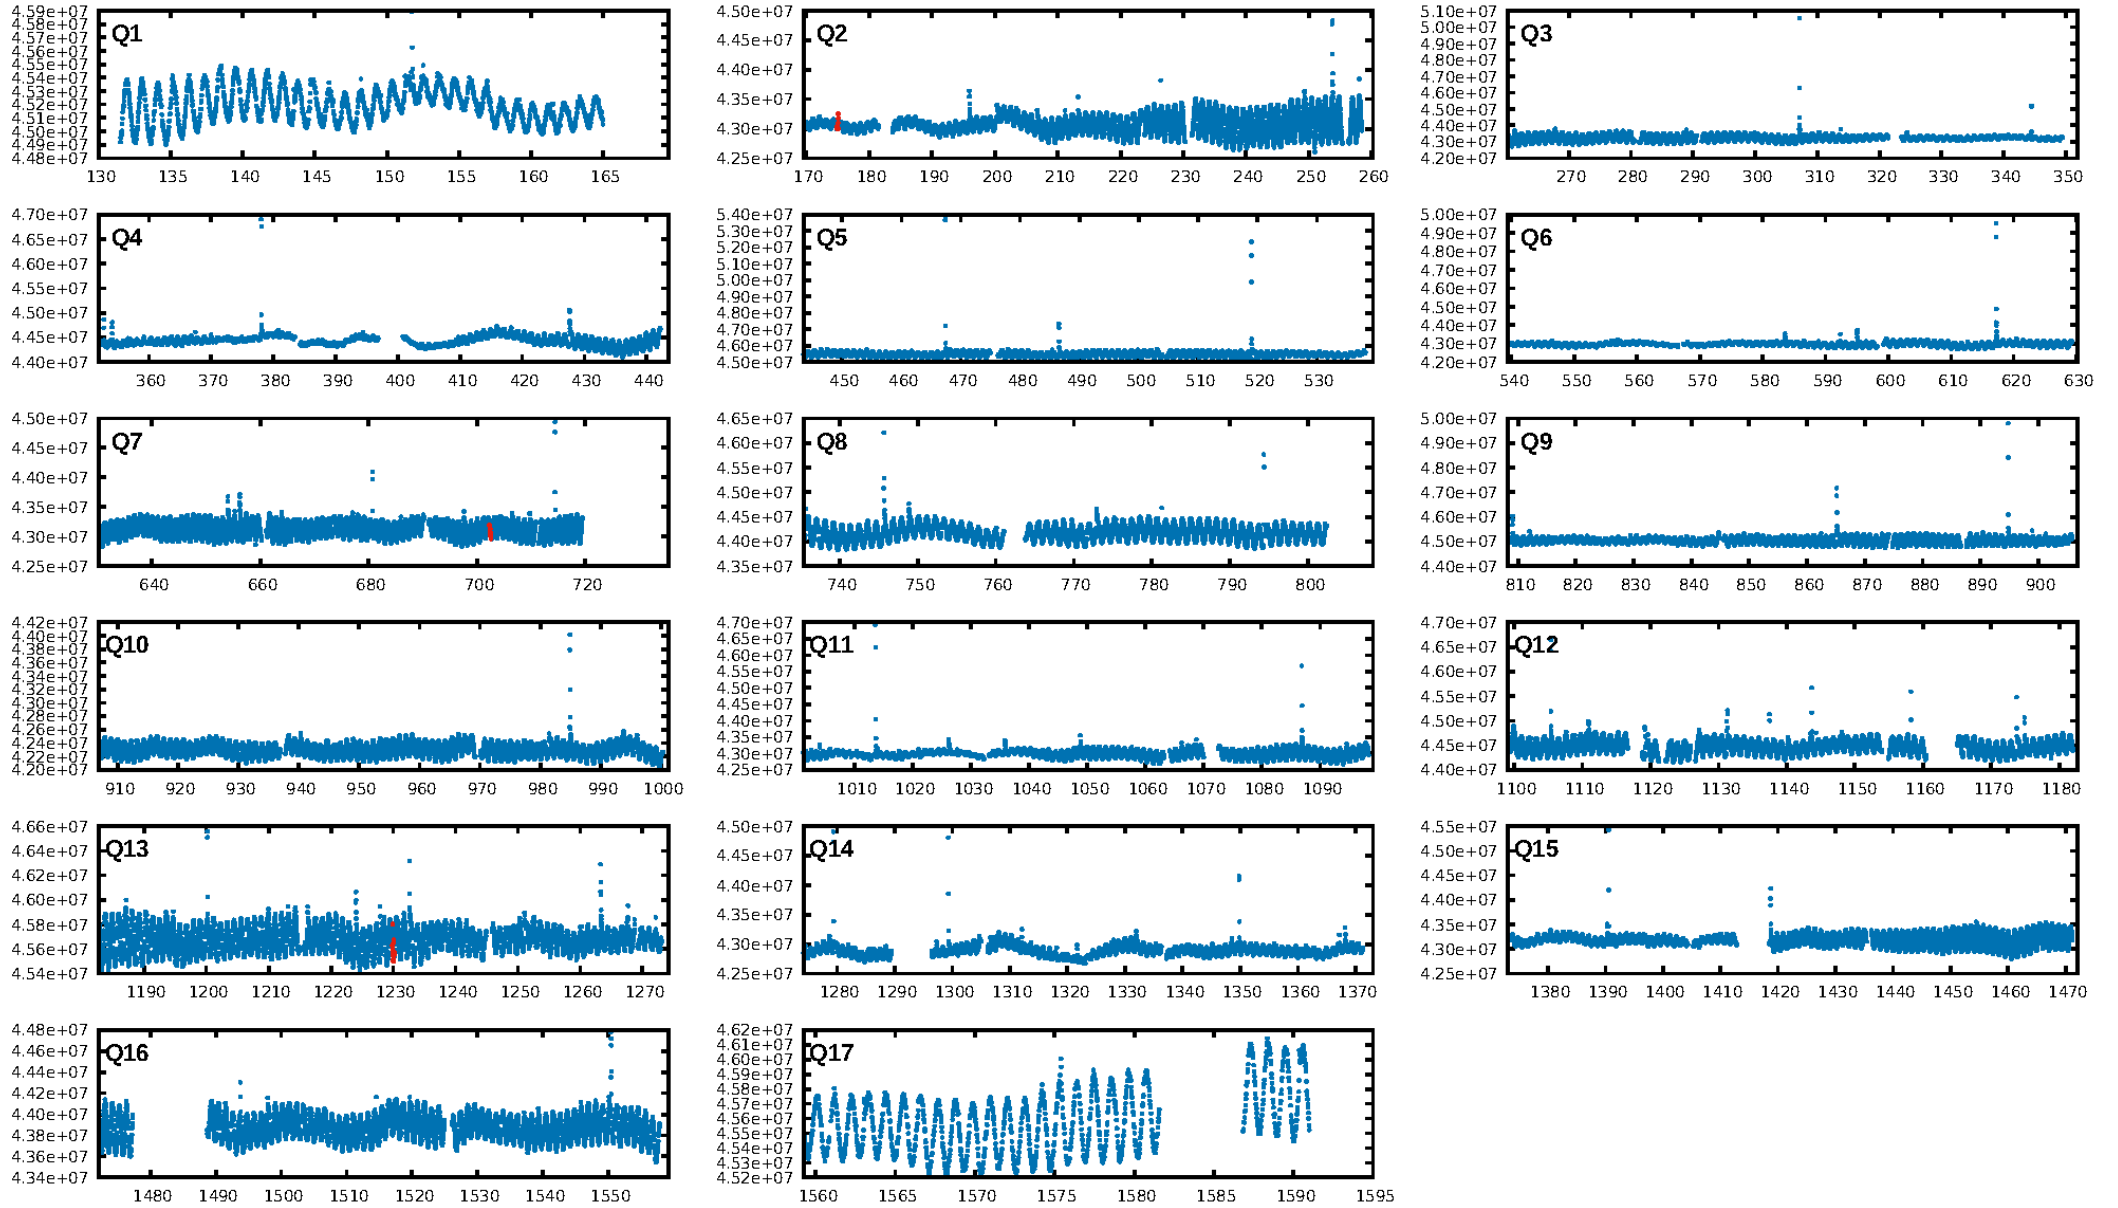 4.59e+07
4.58e+07
4.57e+07
4.56e+07
4.55e+07
4.54e+07
4.53e+07
4.52e+07
4.51e+07
4.50e+07
4.49e+07
4.48e+07
Q1
130 135 140 145 150 155 160 165
4.50e+07
4.45e+07
4.40e+07
4.35e+07
4.30e+07
4.25e+07
Q2
170 180 190 200 210 220 230 240 250 260
5.10e+07
5.00e+07
4.90e+07
4.80e+07
4.70e+07
4.60e+07
4.50e+07
4.40e+07
4.30e+07
4.20e+07
Q3
270 280 290 300 310 320 330 340 350
4.70e+07
4.65e+07
4.60e+07
4.55e+07
4.50e+07
4.45e+07
4.40e+07
Q4
360 370 380 390 400 410 420 430 440
5.40e+07
5.30e+07
5.20e+07
5.10e+07
5.00e+07
4.90e+07
4.80e+07
4.70e+07
4.60e+07
4.50e+07
Q5
450 460 470 480 490 500 510 520 530
5.00e+07
4.90e+07
4.80e+07
4.70e+07
4.60e+07
4.50e+07
4.40e+07
4.30e+07
4.20e+07
Q6
540 550 560 570 580 590 600 610 620 630
4.50e+07
4.45e+07
4.40e+07
4.35e+07
4.30e+07
4.25e+07
Q7
640 660 680 700 720
4.65e+07
4.60e+07
4.55e+07
4.50e+07
4.45e+07
4.40e+07
4.35e+07
Q8
740 750 760 770 780 790 800
5.00e+07
4.90e+07
4.80e+07
4.70e+07
4.60e+07
4.50e+07
4.40e+07
Q9
810 820 830 840 850 860 870 880 890 900
4.42e+07
4.40e+07
4.38e+07
4.36e+07
4.34e+07
4.32e+07
4.30e+07
4.28e+07
4.26e+07
4.24e+07
4.22e+07
4.20e+07
Q10
910 920 930 940 950 960 970 980 990 1000
4.70e+07
4.65e+07
4.60e+07
4.55e+07
4.50e+07
4.45e+07
4.40e+07
4.35e+07
4.30e+07
4.25e+07
Q11
1010 1020 1030 1040 1050 1060 1070 1080 1090
4.70e+07
4.65e+07
4.60e+07
4.55e+07
4.50e+07
4.45e+07
4.40e+07
Q12
1100 1110 1120 1130 1140 1150 1160 1170 1180
4.66e+07
4.64e+07
4.62e+07
4.60e+07
4.58e+07
4.56e+07
4.54e+07
Q13
1190 1200 1210 1220 1230 1240 1250 1260 1270
4.50e+07
4.45e+07
4.40e+07
4.35e+07
4.30e+07
4.25e+07
Q14
1280 1290 1300 1310 1320 1330 1340 1350 1360 1370
4.55e+07
4.50e+07
4.45e+07
4.40e+07
4.35e+07
4.30e+07
4.25e+07
Q15
1380 1390 1400 1410 1420 1430 1440 1450 1460 1470
4.48e+07
4.46e+07
4.44e+07
4.42e+07
4.40e+07
4.38e+07
4.36e+07
4.34e+07
Q16
1480 1490 1500 1510 1520 1530 1540 1550
4.62e+07
4.61e+07
4.60e+07
4.59e+07
4.58e+07
4.57e+07
4.56e+07
4.55e+07
4.54e+07
4.53e+07
4.52e+07
Q17
1560 1565 1570 1575 1580 1585 1590 1595